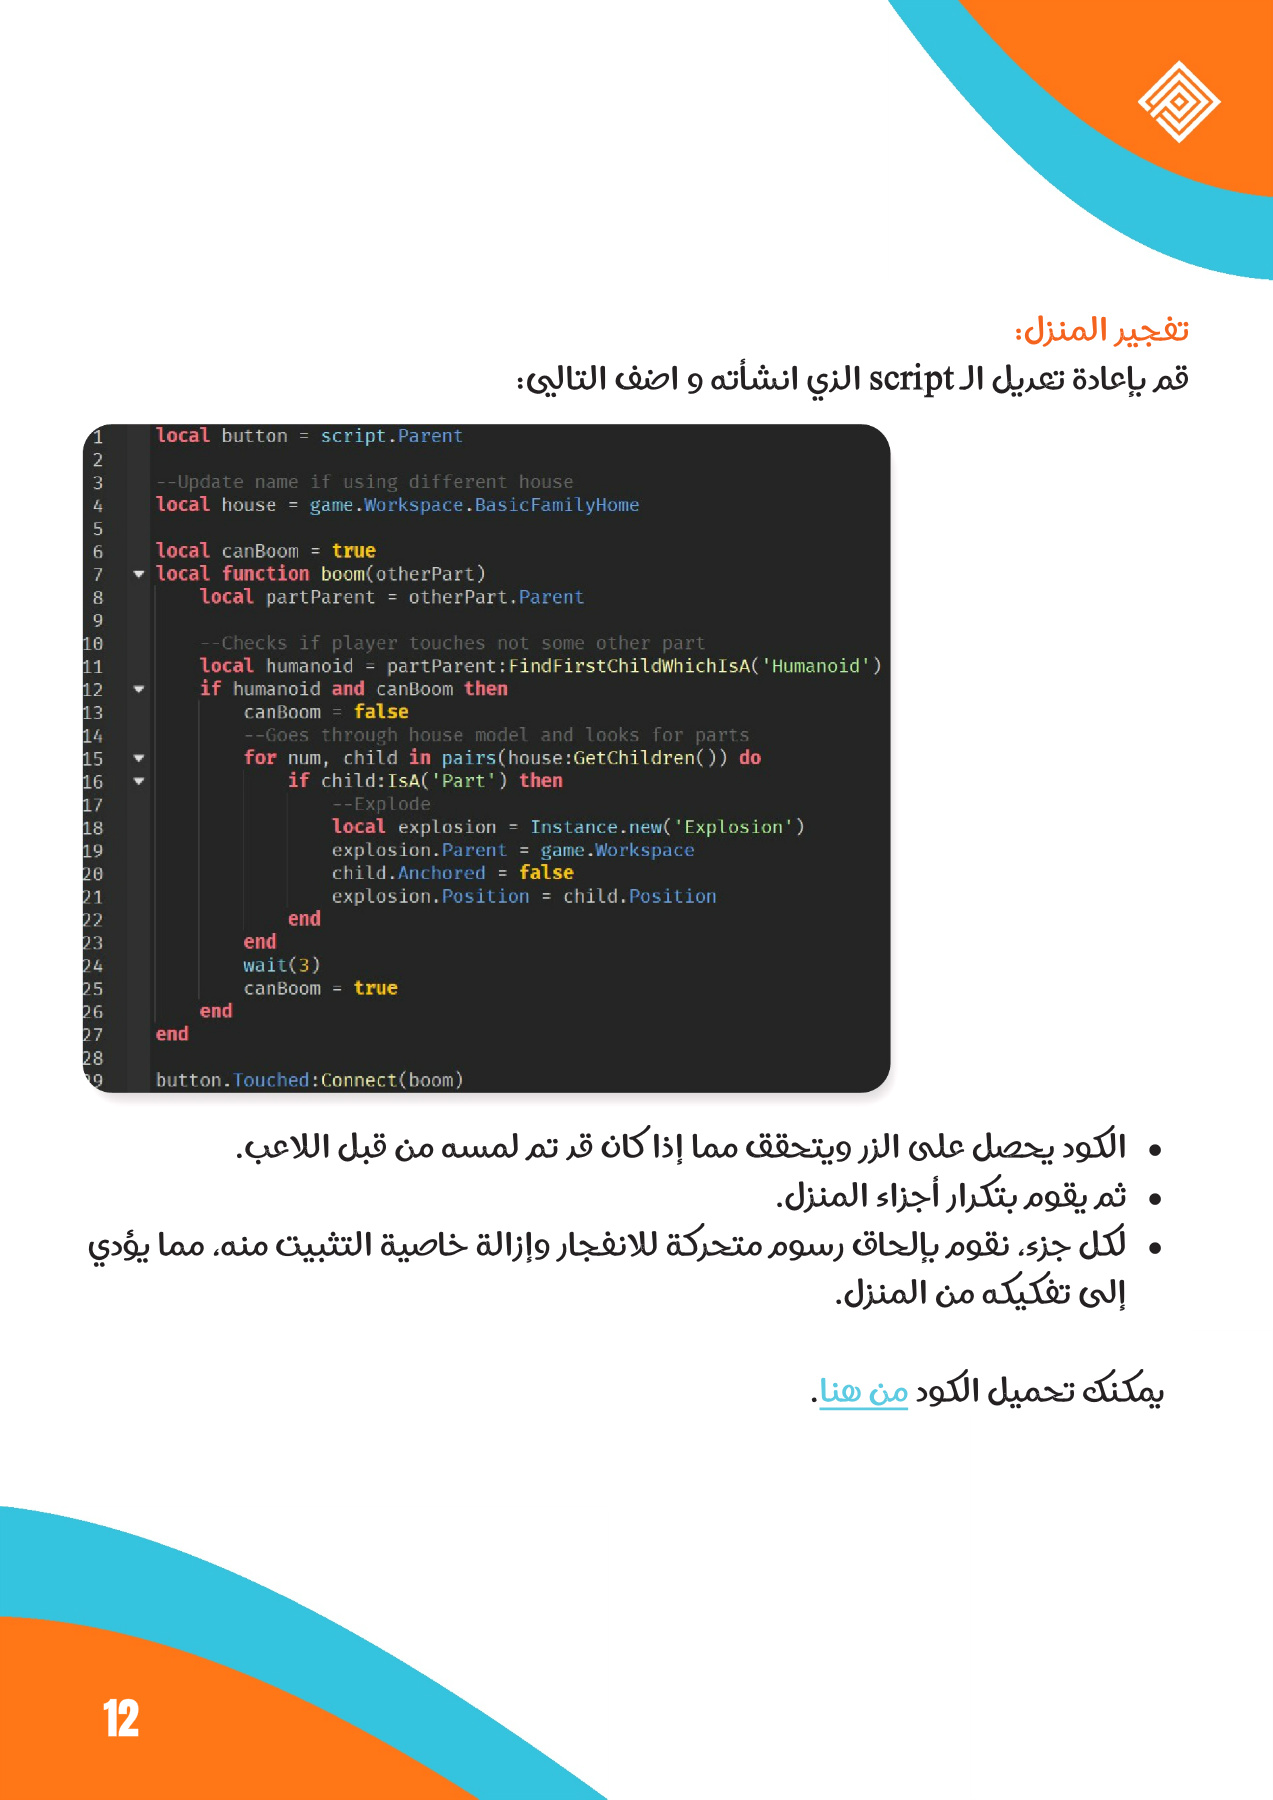 تفجير المنزل:
قم بإعادة تعديل الـ script الذي انشأته و اضف التالي:
1 local button = script.Parent
2
3 --Update name if using different house
4 local house = game.Workspace.BasicFamilyHome
5
6 local canBoom = true
7 local function boom(otherPart)
8 local partParent = otherPart.Parent
9
10 --Checks if player touches not some other part
11 local humanoid = partParent:FindFirstChildWhichIsA('Humanoid')
12 if humanoid and canBoom then
13 canBoom = false
14 --Goes through house model and looks for parts
15 for num, child in pairs(house:GetChildren()) do
16 if child:IsA('Part') then
17 --Explode
18 local explosion = Instance.new('Explosion')
19 explosion.Parent = game.Workspace
20 child.Anchored = false
21 explosion.Position = child.Position
22 end
23 end
24 wait(3)
25 canBoom = true
26 end
27 end
28
29 button.Touched:Connect(boom)
• الكود يحصل على الزر ويتحقق مما إذا كان قد تم لمسه من قبل اللاعب.
• ثم يقوم بتكرار أجزاء المنزل.
• لكل جزء، نقوم بإلحاق رسوم متحركة للانفجار وإزالة خاصية التثبيت منه، مما يؤدي
إلى تفكيكه من المنزل.
يمكنك تحميل الكود من هنا.
12